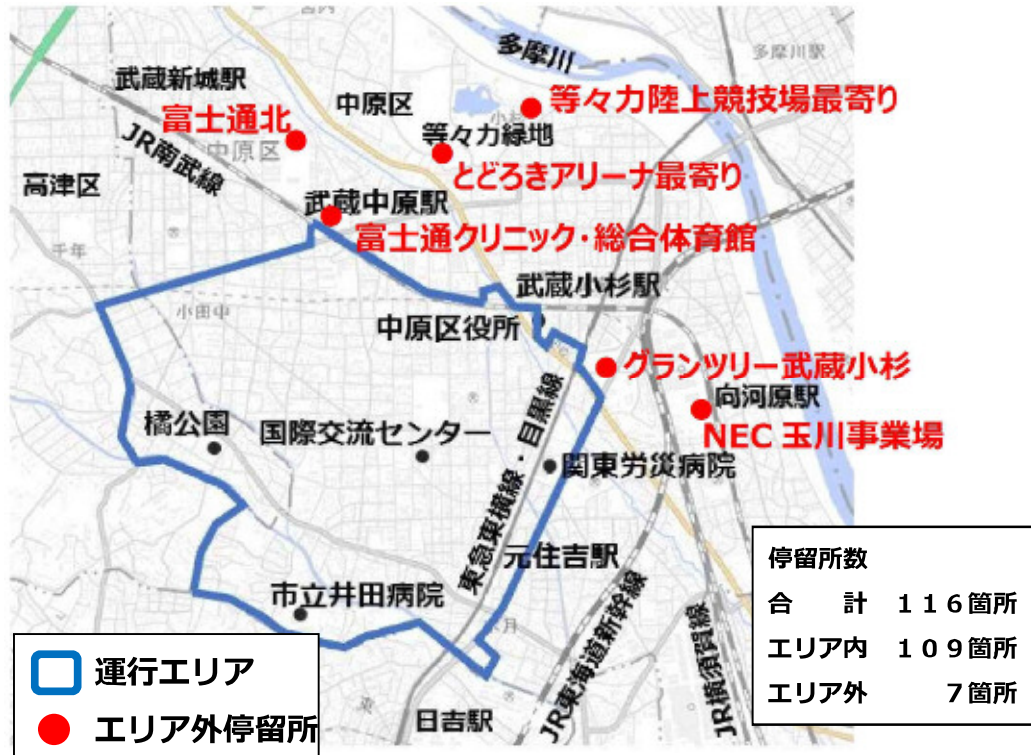 多摩川
多摩川駅
武蔵新城駅
中原区
等々力陸上競技場最寄り
富士通北
小杉
等々力緑地
中原区
JR南武線
とどろきアリーナ最寄り
高津区
武蔵中原駅
富士通クリニック・総合体育館
千年
武蔵小杉駅
小田中
中原区役所
グランツリー武蔵小杉
向河原駅
NEC 玉川事業場
橘公園
国際交流センター
東急東横線・目黒線
関東労災病院
元住吉駅
市立井田病院
JR東海道新幹線
JR横須賀線
日吉駅
停留所数
合　　計　１１６箇所
エリア内　１０９箇所
エリア外　　　７箇所
運行エリア
エリア外停留所